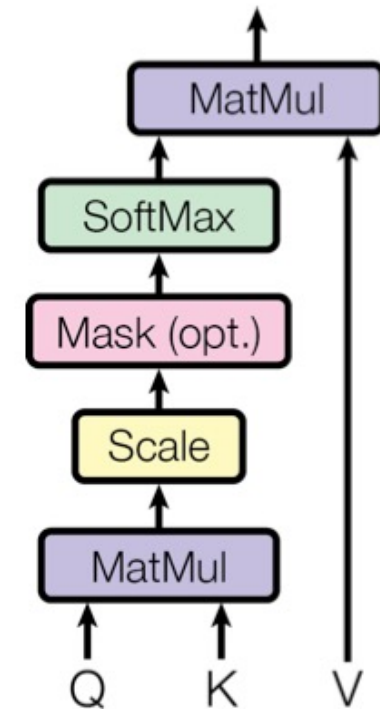 MatMul
SoftMax
Mask (opt.)
Scale
MatMul
Q K V